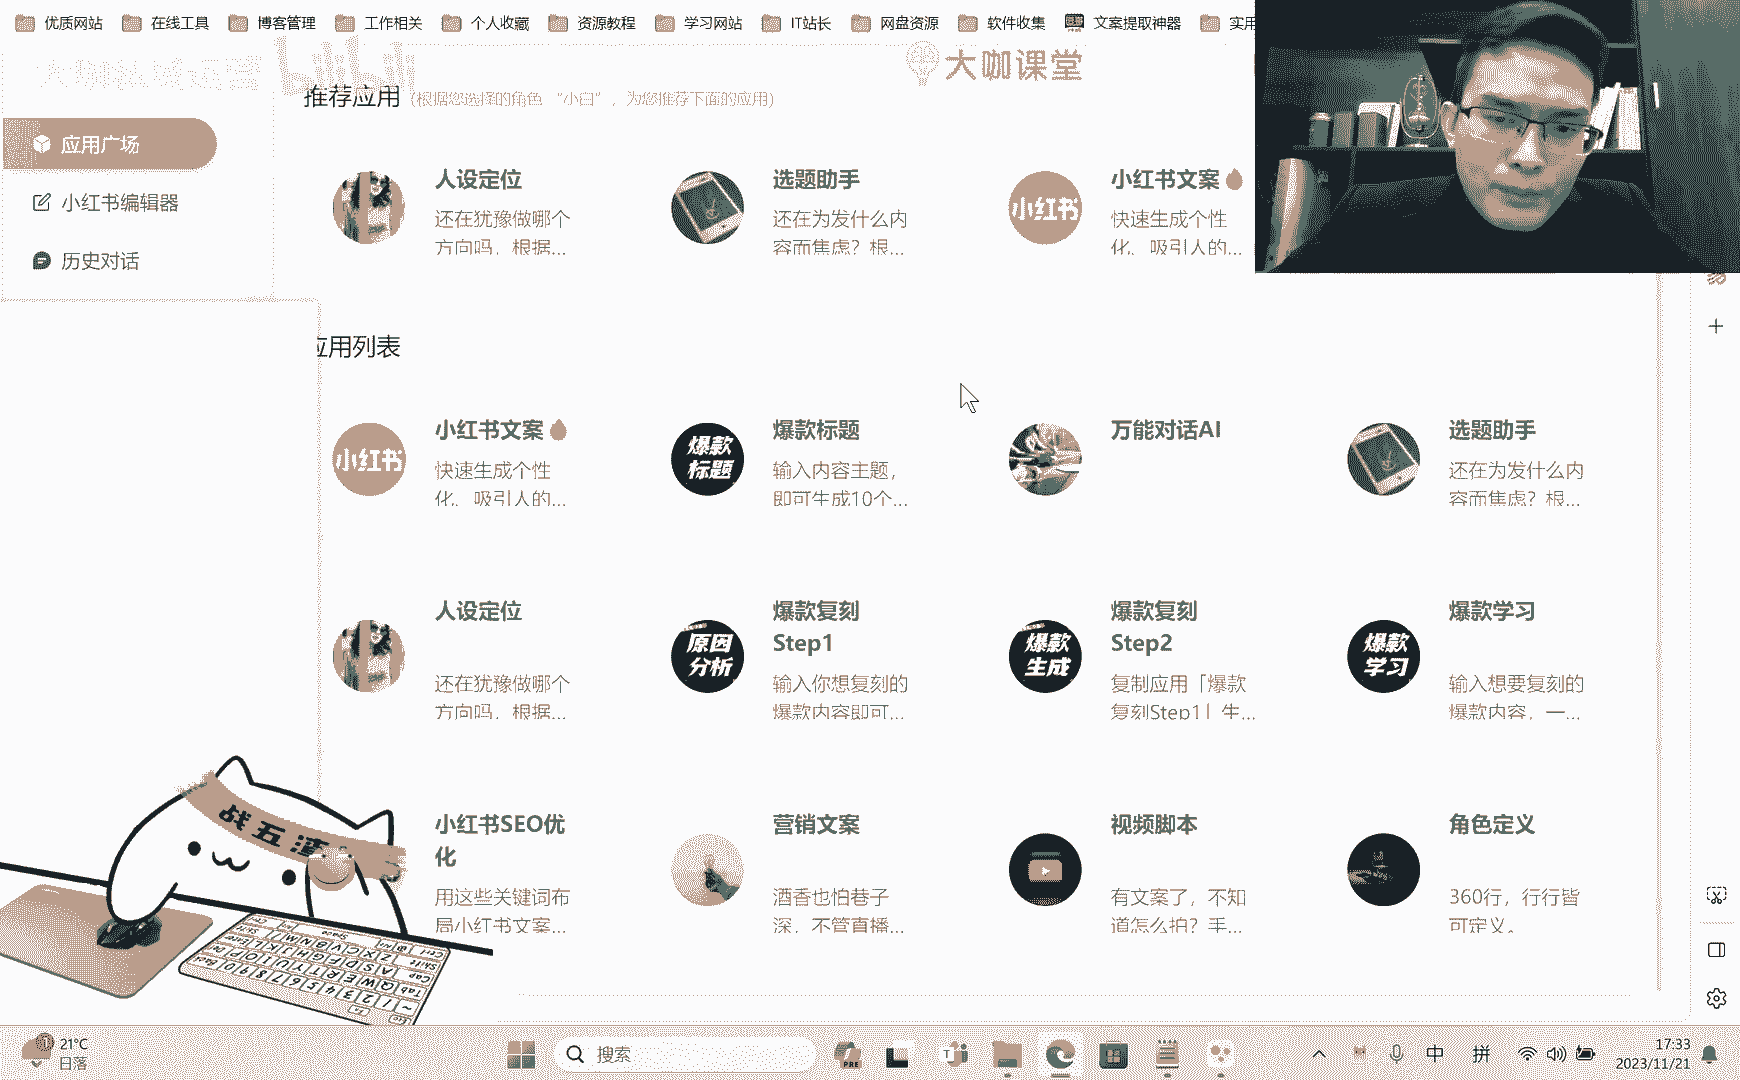 优质网站 在线工具 博客管理 工作相关 个人收藏 资源教程 学习网站 IT站长 网盘资源 软件收集 文案提取神器 实用
bilibili
大咖课堂
推荐应用 (根据您选择的角色 “小白”，为您推荐下面的应用)
应用广场
小红书编辑器
历史对话
人设定位
还在犹豫做哪个
方向吗，根据...
选题助手
还在为发什么内
容而焦虑？根...
小红书
小红书文案
快速生成个性
化、吸引人的...
应用列表
小红书
小红书文案
快速生成个性
化、吸引人的...
爆款
标题
爆款标题
输入内容主题，
即可生成10个...
万能对话AI
选题助手
还在为发什么内
容而焦虑？根...
人设定位
还在犹豫做哪个
方向吗，根据...
原因
分析
爆款复刻
Step1
输入你想复刻的
爆款内容即可...
爆款
生成
爆款复刻
Step2
复制应用「爆款
复刻Step1」生...
爆款
学习
爆款学习
输入想要复刻的
爆款内容，一...
小红书SEO优
化
用这些关键词布
局小红书文案...
营销文案
酒香也怕巷子
深，不管直播...
视频脚本
有文案了，不知
道怎么拍？手...
角色定义
360行，行行皆
可定义。
战五渣
21°C
日落
搜索
中 拼
17:33
2023/11/21